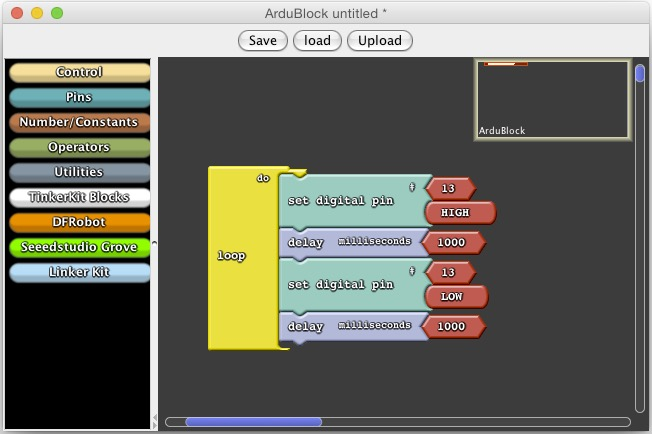 ArduBlock untitled *
Save load Upload
Control
Pins
Number/Constants
Operators
Utilities
TinkerKit Blocks
DFRobot
Seeedstudio Grove
Linker Kit
ArduBlock
loop
do
set digital pin # 13
HIGH
delay milliseconds 1000
set digital pin # 13
LOW
delay milliseconds 1000